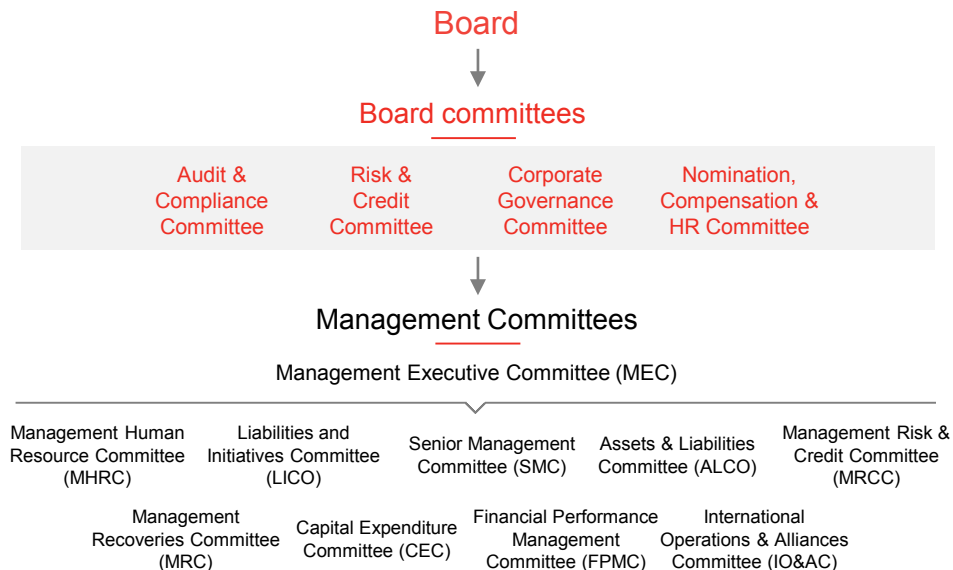 Board
Board committees
Audit &
Compliance
Committee
Risk &
Credit
Committee
Corporate
Governance
Committee
Nomination,
Compensation &
HR Committee
Management Committees
Management Executive Committee (MEC)
Management Human
Resource Committee
(MHRC)
Liabilities and
Initiatives Committee
(LICO)
Senior Management
Committee (SMC)
Assets & Liabilities
Committee (ALCO)
Management Risk &
Credit Committee
(MRCC)
Management
Recoveries Committee
(MRC)
Capital Expenditure
Committee (CEC)
Financial Performance
Management
Committee (FPMC)
International
Operations & Alliances
Committee (IO&AC)